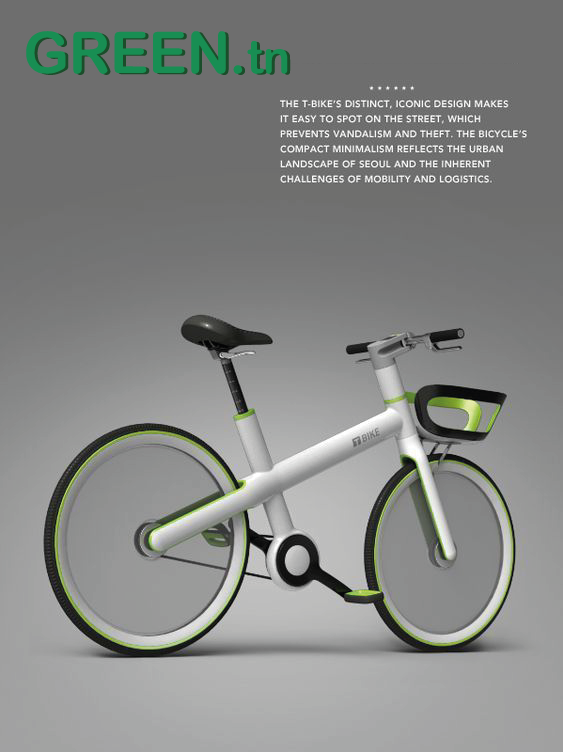 GREEN.tn
THE T-BIKE'S DISTINCT, ICONIC DESIGN MAKES
IT EASY TO SPOT ON THE STREET, WHICH
PREVENTS VANDALISM AND THEFT. THE BICYCLE'S
COMPACT MINIMALISM REFLECTS THE URBAN
LANDSCAPE OF SEOUL AND THE INHERENT
CHALLENGES OF MOBILITY AND LOGISTICS.
T BIKE